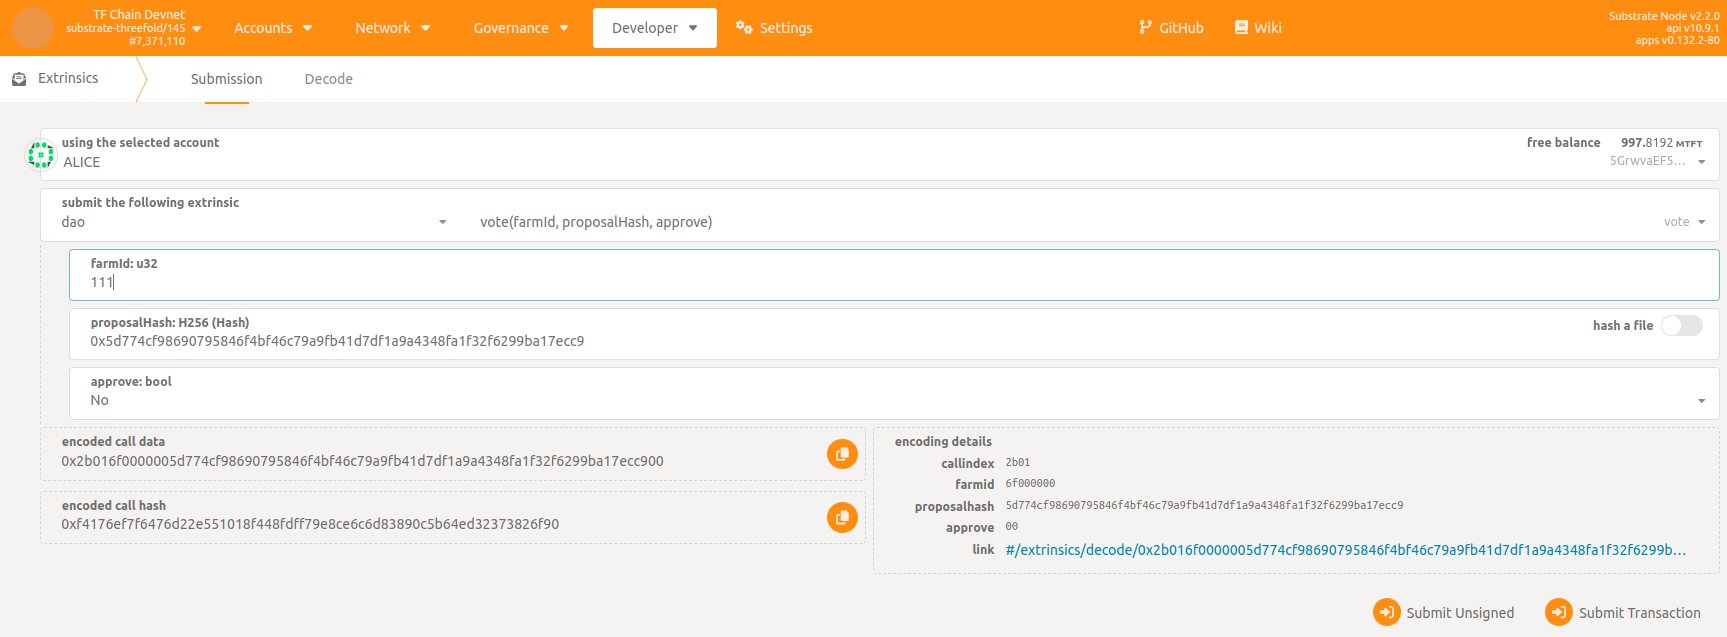 TF Chain Devnet
substrate-threefold/145
#7,371,110
Accounts
Network
Governance
Developer
Settings
GitHub
Wiki
Substrate Node v2.2.0
api v10.9.1
apps v0.132.2-80
Extrinsics
Submission
Decode
using the selected account
ALICE
free balance 997.8192 MTFT
5GrwvaEF5...
submit the following extrinsic
dao
vote(farmId, proposalHash, approve)
vote
farmId: u32
111
proposalHash: H256 (Hash)
0x5d774cf98690795846f4bf46c79a9fb41d7df1a9a4348fa1f32f6299ba17ecc9
hash a file
approve: bool
No
encoded call data
0x2b016f0000005d774cf98690795846f4bf46c79a9fb41d7df1a9a4348fa1f32f6299ba17ecc900
encoded call hash
0xf4176ef7f6476d22e551018f448fdff79e8ce6c6d83890c5b64ed32373826f90
encoding details
callindex 2b01
farmid 6f000000
proposalhash 5d774cf98690795846f4bf46c79a9fb41d7df1a9a4348fa1f32f6299ba17ecc9
approve 00
link #/extrinsics/decode/0x2b016f0000005d774cf98690795846f4bf46c79a9fb41d7df1a9a4348fa1f32f6299b...
Submit Unsigned
Submit Transaction